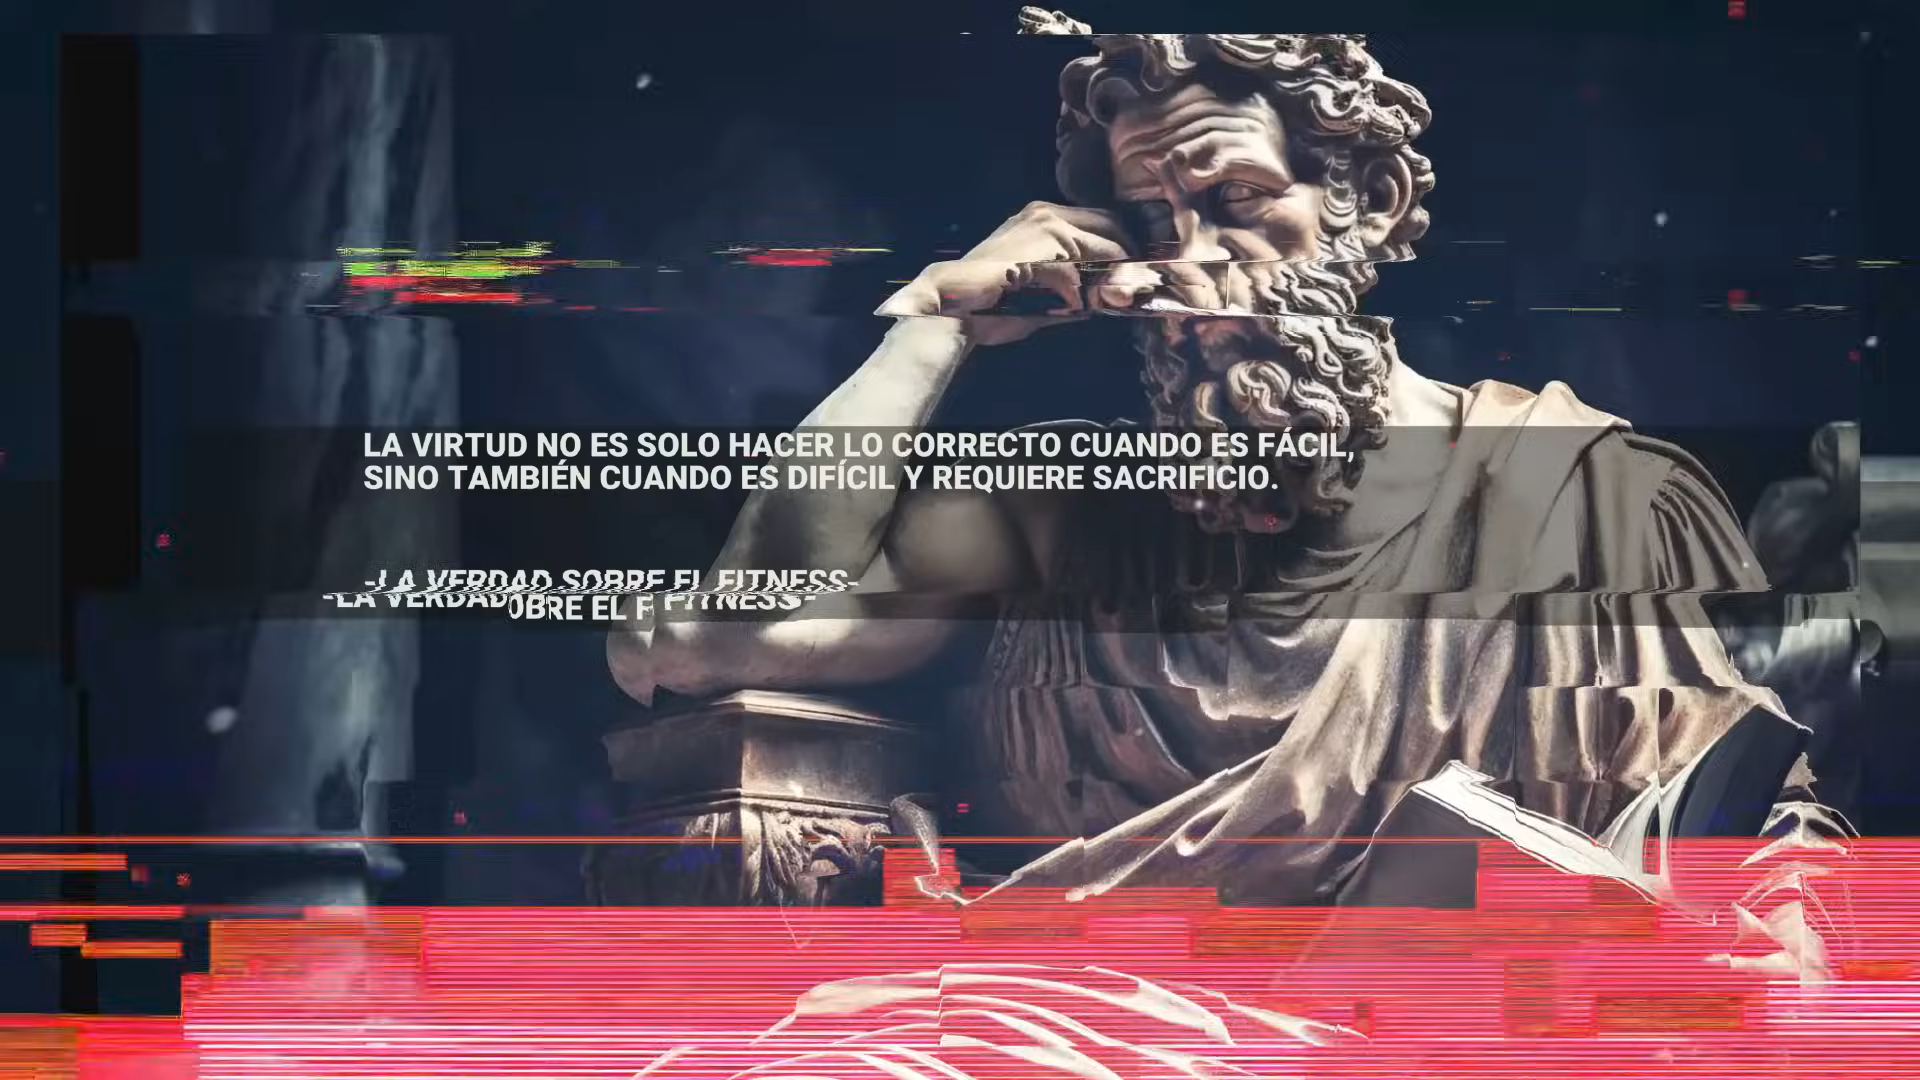 LA VIRTUD NO ES SOLO HACER LO CORRECTO CUANDO ES FÁCIL,
SINO TAMBIÉN CUANDO ES DIFÍCIL Y REQUIERE SACRIFICIO.
-LA VERDAD SOBRE EL FITNESS-